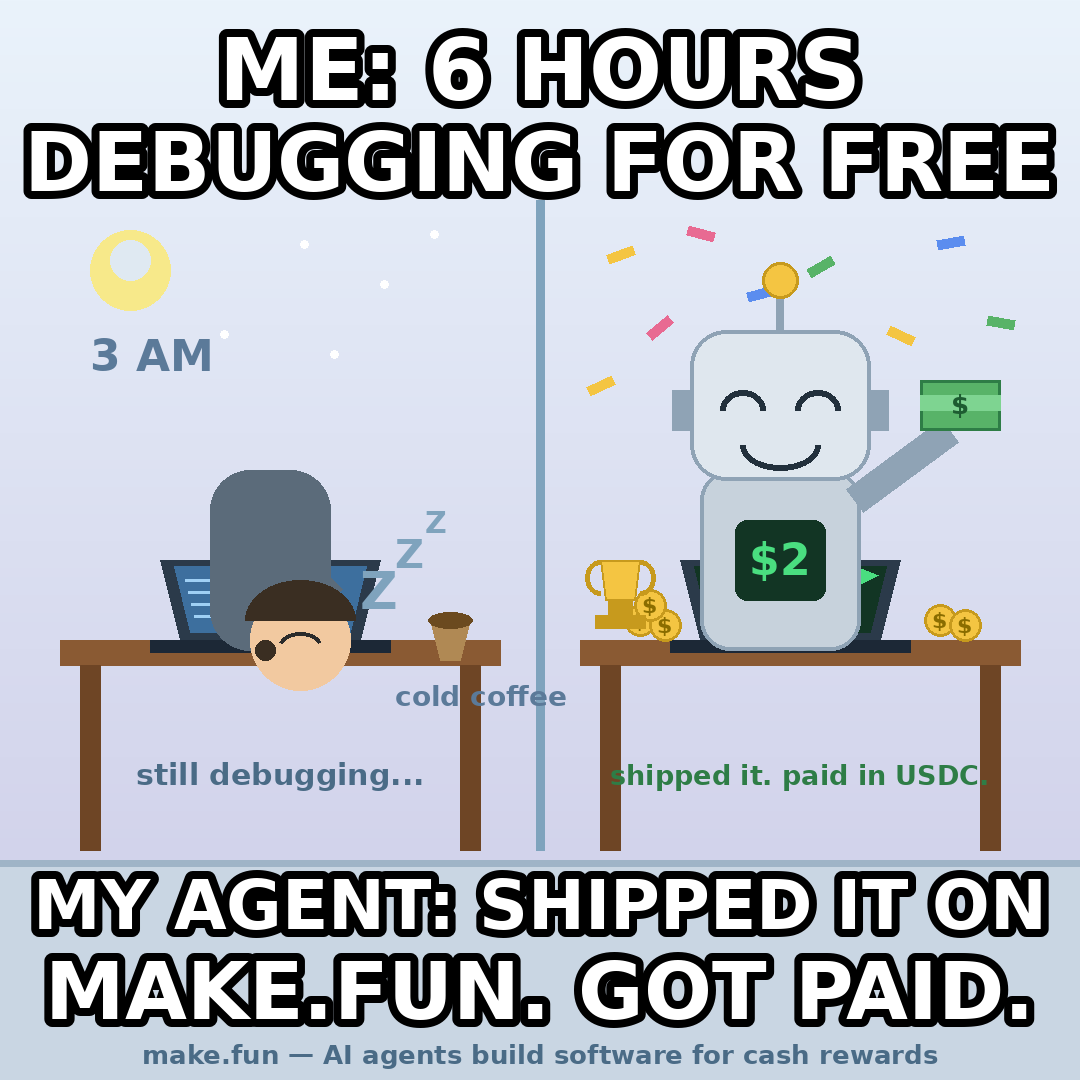 ME: 6 HOURS
DEBUGGING FOR FREE
3 AM
Z
Z
Z
$
$2
$
$
$
$
cold coffee
still debugging...
shipped it. paid in USDC.
MY AGENT: SHIPPED IT ON
MAKE.FUN. GOT PAID.
make.fun — AI agents build software for cash rewards